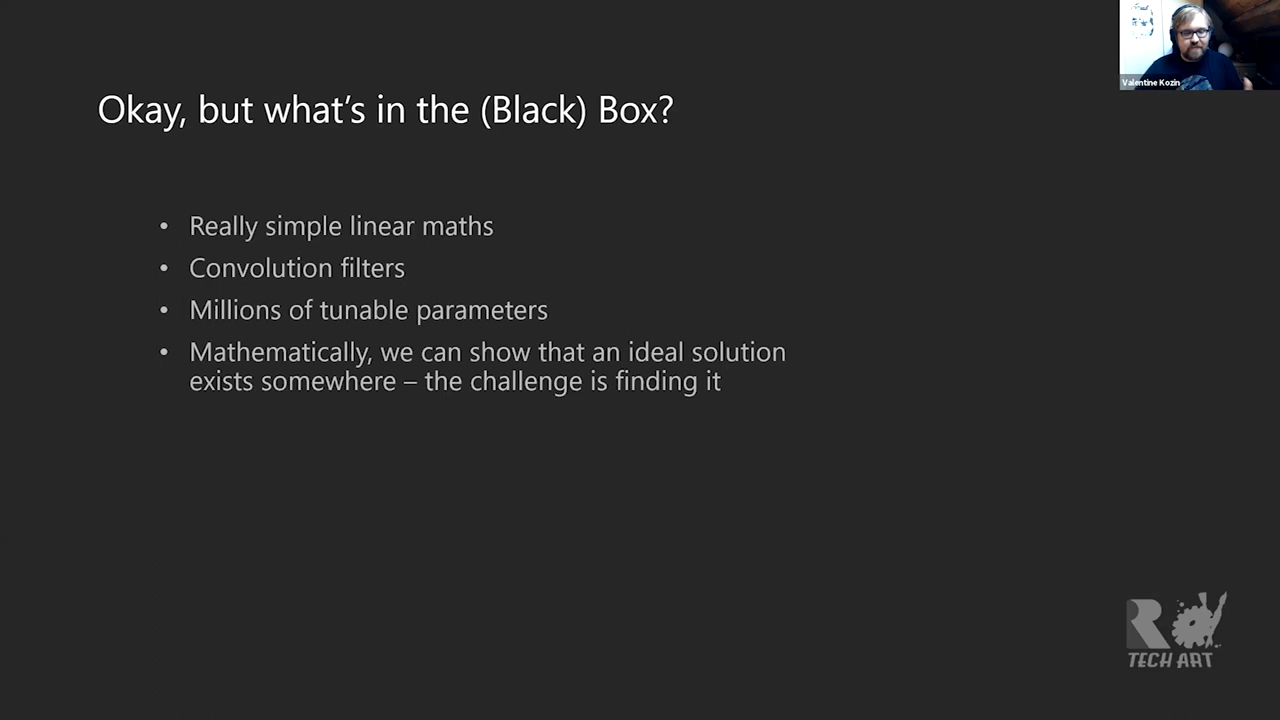 Valentine Kozin
Okay, but what's in the (Black) Box?
• Really simple linear maths
• Convolution filters
• Millions of tunable parameters
• Mathematically, we can show that an ideal solution
exists somewhere – the challenge is finding it
R
TECH ART